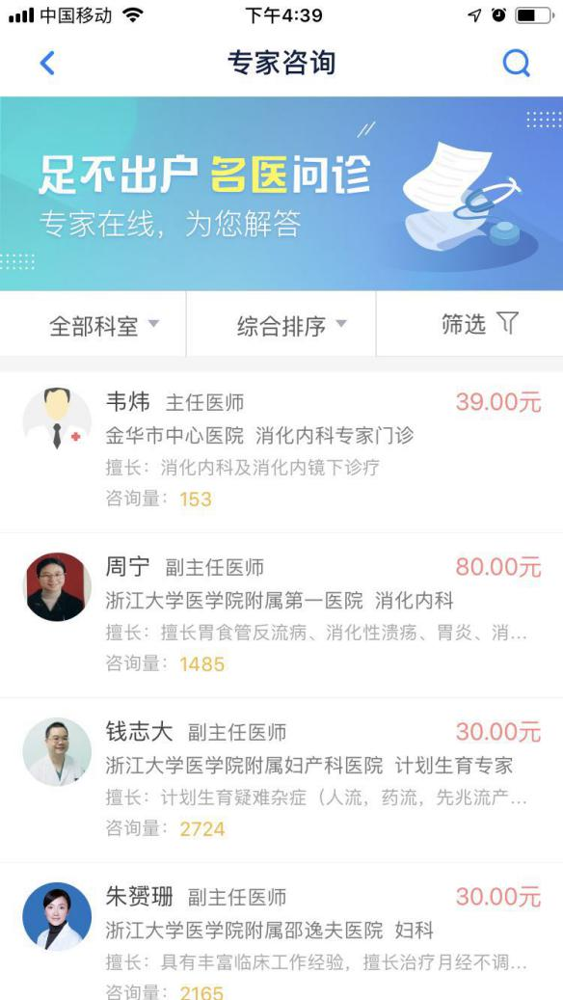 中国移动
下午4:39
专家咨询
足不出户 名医问诊
专家在线，为您解答
全部科室
综合排序
筛选
韦炜 主任医师 39.00元
金华市中心医院 消化内科专家门诊
擅长：消化内科及消化内镜下诊疗
咨询量：153
周宁 副主任医师 80.00元
浙江大学医学院附属第一医院 消化内科
擅长：擅长胃食管反流病、消化性溃疡、胃炎、消...
咨询量：1485
钱志大 副主任医师 30.00元
浙江大学医学院附属妇产科医院 计划生育专家
擅长：计划生育疑难杂症（人流，药流，先兆流产...
咨询量：2724
朱赟珊 副主任医师 30.00元
浙江大学医学院附属邵逸夫医院 妇科
擅长：具有丰富临床工作经验，擅长治疗月经不调...
咨询量：2165